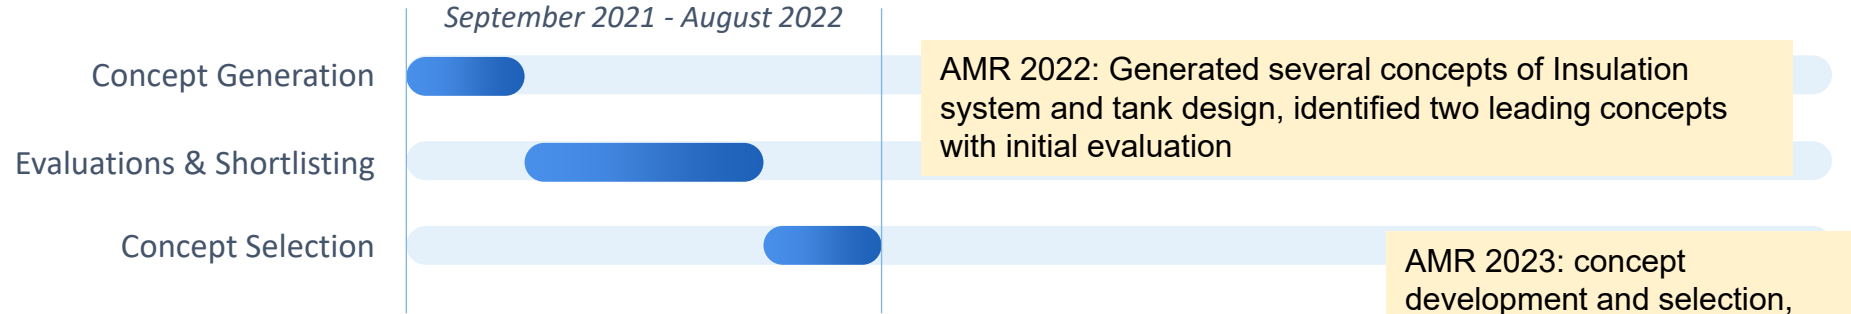 September 2021 - August 2022
Concept Generation
AMR 2022: Generated several concepts of Insulation
system and tank design, identified two leading concepts
with initial evaluation
Evaluations & Shortlisting
Concept Selection
AMR 2023: concept
development and selection,